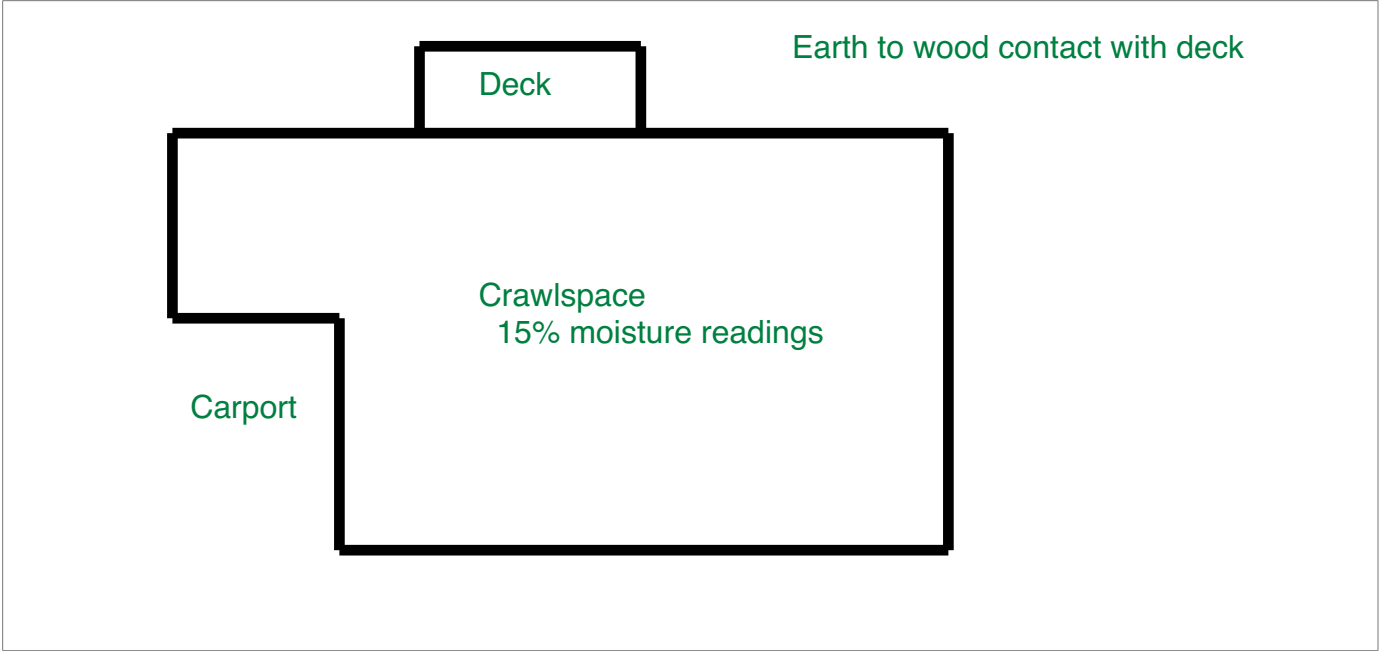 Earth to wood contact with deck
Deck
Crawlspace
15% moisture readings
Carport